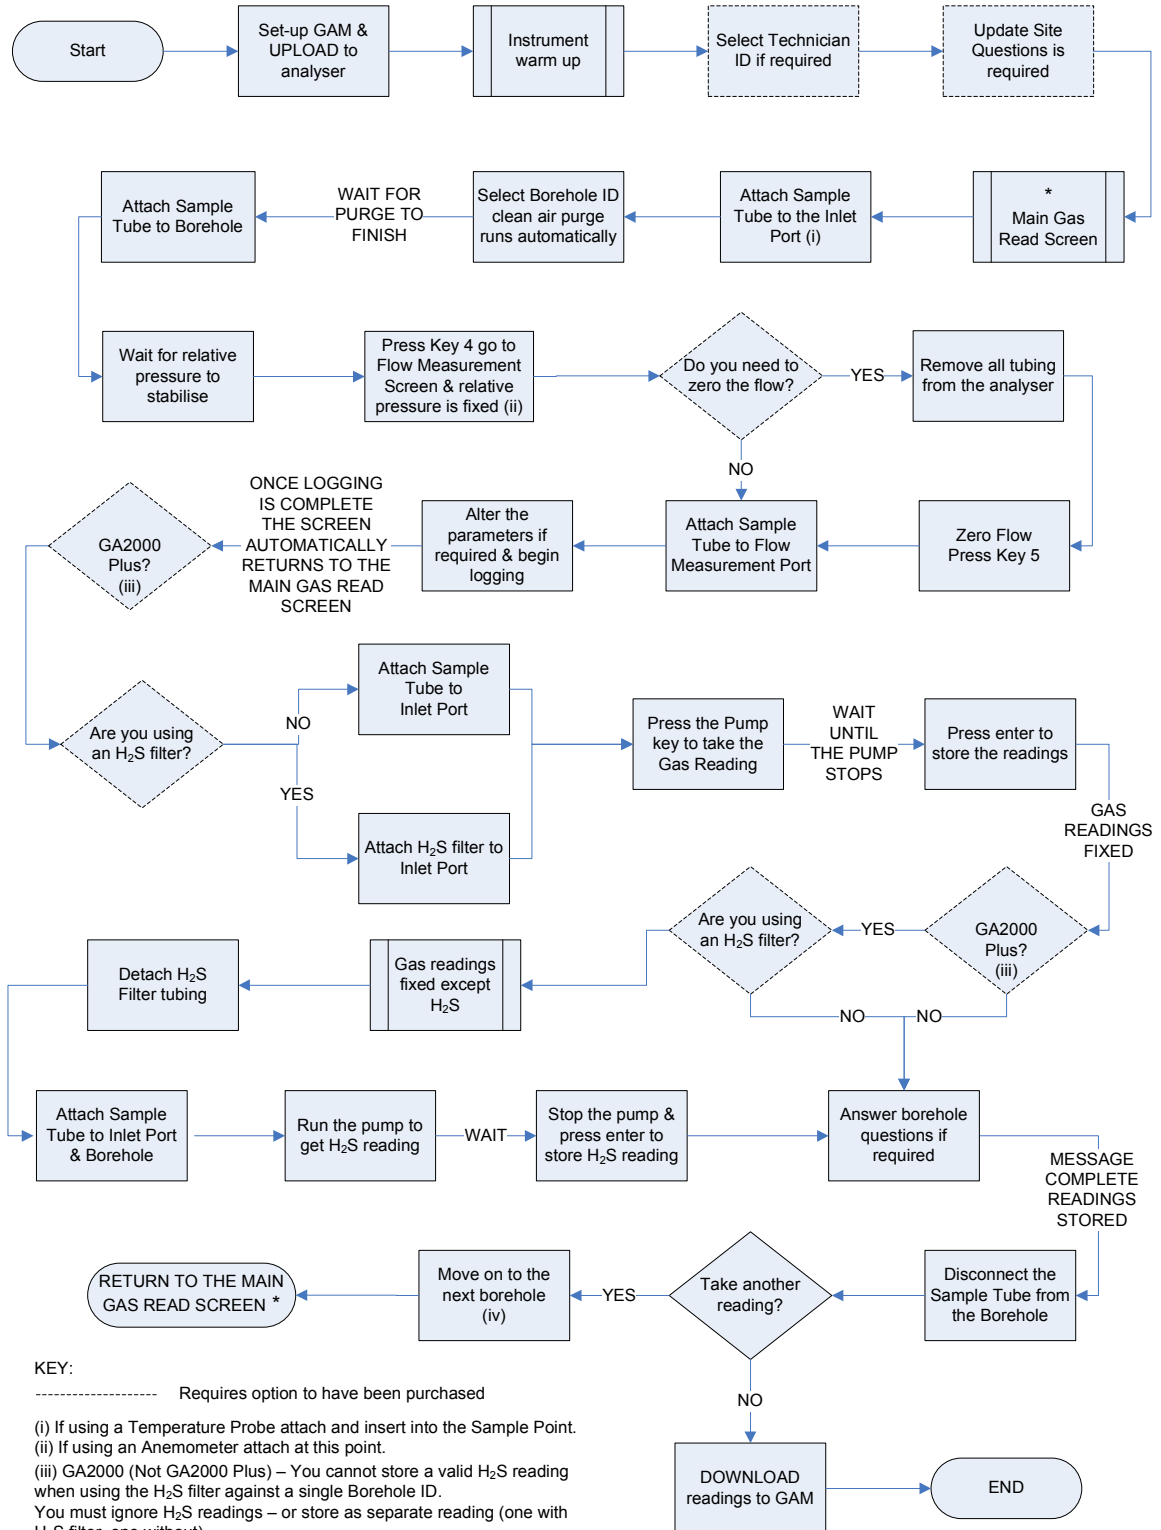 Start
Set-up GAM &
UPLOAD to
analyser
Instrument
warm up
Select Technician
ID if required
Update Site
Questions is
required
*
Main Gas
Read Screen
Attach Sample
Tube to the Inlet
Port (i)
Select Borehole ID
clean air purge
runs automatically
WAIT FOR
PURGE TO
FINISH
Attach Sample
Tube to Borehole
Wait for relative
pressure to
stabilise
Press Key 4 go to
Flow Measurement
Screen & relative
pressure is fixed (ii)
Do you need to
zero the flow?
YES
Remove all tubing
from the analyser
NO
Zero Flow
Press Key 5
Attach Sample
Tube to Flow
Measurement Port
Alter the
parameters if
required & begin
logging
ONCE LOGGING
IS COMPLETE
THE SCREEN
AUTOMATICALLY
RETURNS TO THE
MAIN GAS READ
SCREEN
GA2000
Plus?
(iii)
Are you using
an H₂S filter?
NO
Attach Sample
Tube to
Inlet Port
YES
Attach H₂S filter to
Inlet Port
Press the Pump
key to take the
Gas Reading
WAIT
UNTIL
THE PUMP
STOPS
Press enter to
store the readings
GAS
READINGS
FIXED
GA2000
Plus?
(iii)
YES
Are you using
an H₂S filter?
NO
NO
Gas readings
fixed except
H₂S
Detach H₂S
Filter tubing
Attach Sample
Tube to Inlet Port
& Borehole
Run the pump to
get H₂S reading
WAIT
Stop the pump &
press enter to
store H₂S reading
Answer borehole
questions if
required
MESSAGE
COMPLETE
READINGS
STORED
Disconnect the
Sample Tube from
the Borehole
Take another
reading?
YES
Move on to the
next borehole
(iv)
RETURN TO THE MAIN
GAS READ SCREEN *
NO
DOWNLOAD
readings to GAM
END
KEY:
-------------------- Requires option to have been purchased
(i) If using a Temperature Probe attach and insert into the Sample Point.
(ii) If using an Anemometer attach at this point.
(iii) GA2000 (Not GA2000 Plus) – You cannot store a valid H₂S reading
when using the H₂S filter against a single Borehole ID.
You must ignore H₂S readings – or store as separate reading (one with
H₂S filter, one without)